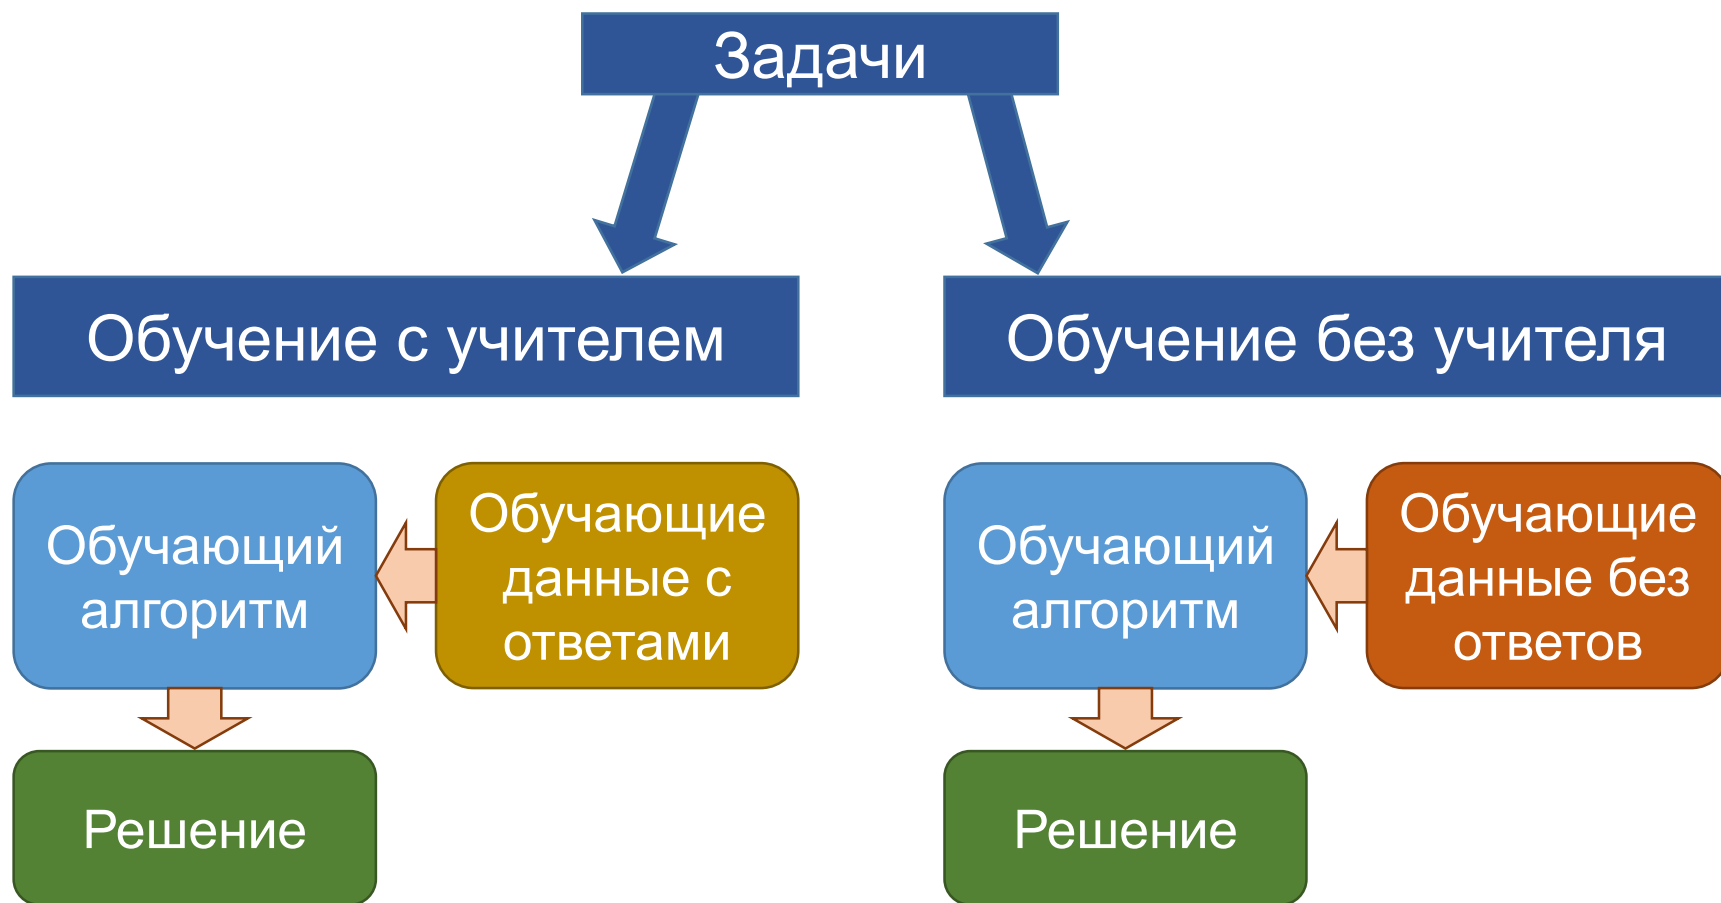 Задачи
Обучение с учителем
Обучение без учителя
Обучающий
алгоритм
Обучающие
данные с
ответами
Обучающий
алгоритм
Обучающие
данные без
ответов
Решение
Решение